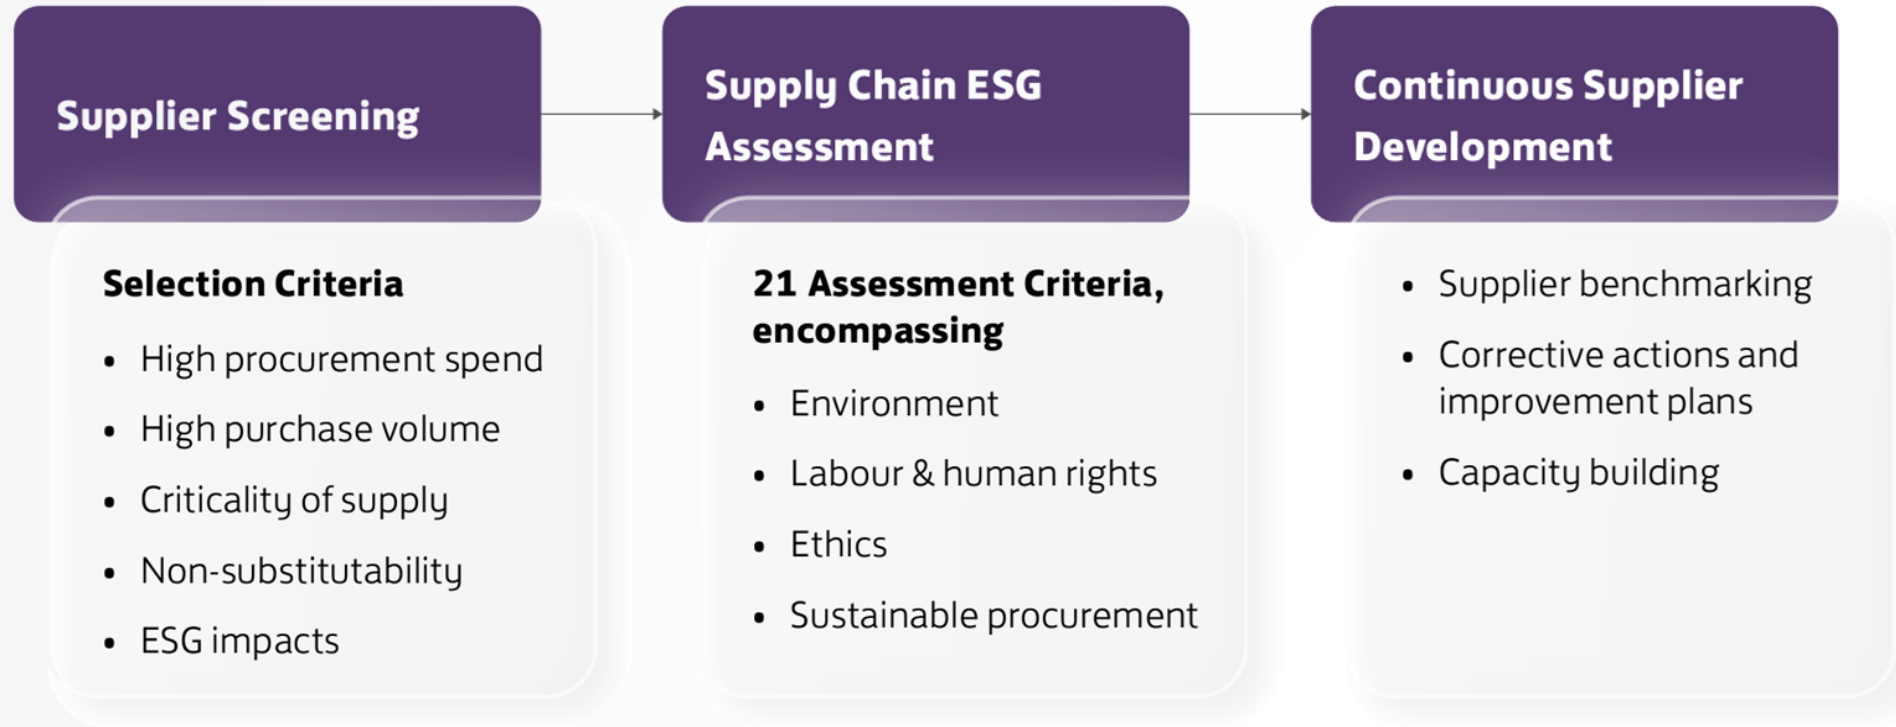 Supplier Screening
Selection Criteria
• High procurement spend
• High purchase volume
• Criticality of supply
• Non-substitutability
• ESG impacts
Supply Chain ESG
Assessment
21 Assessment Criteria,
encompassing
• Environment
• Labour & human rights
• Ethics
• Sustainable procurement
Continuous Supplier
Development
• Supplier benchmarking
• Corrective actions and
improvement plans
• Capacity building